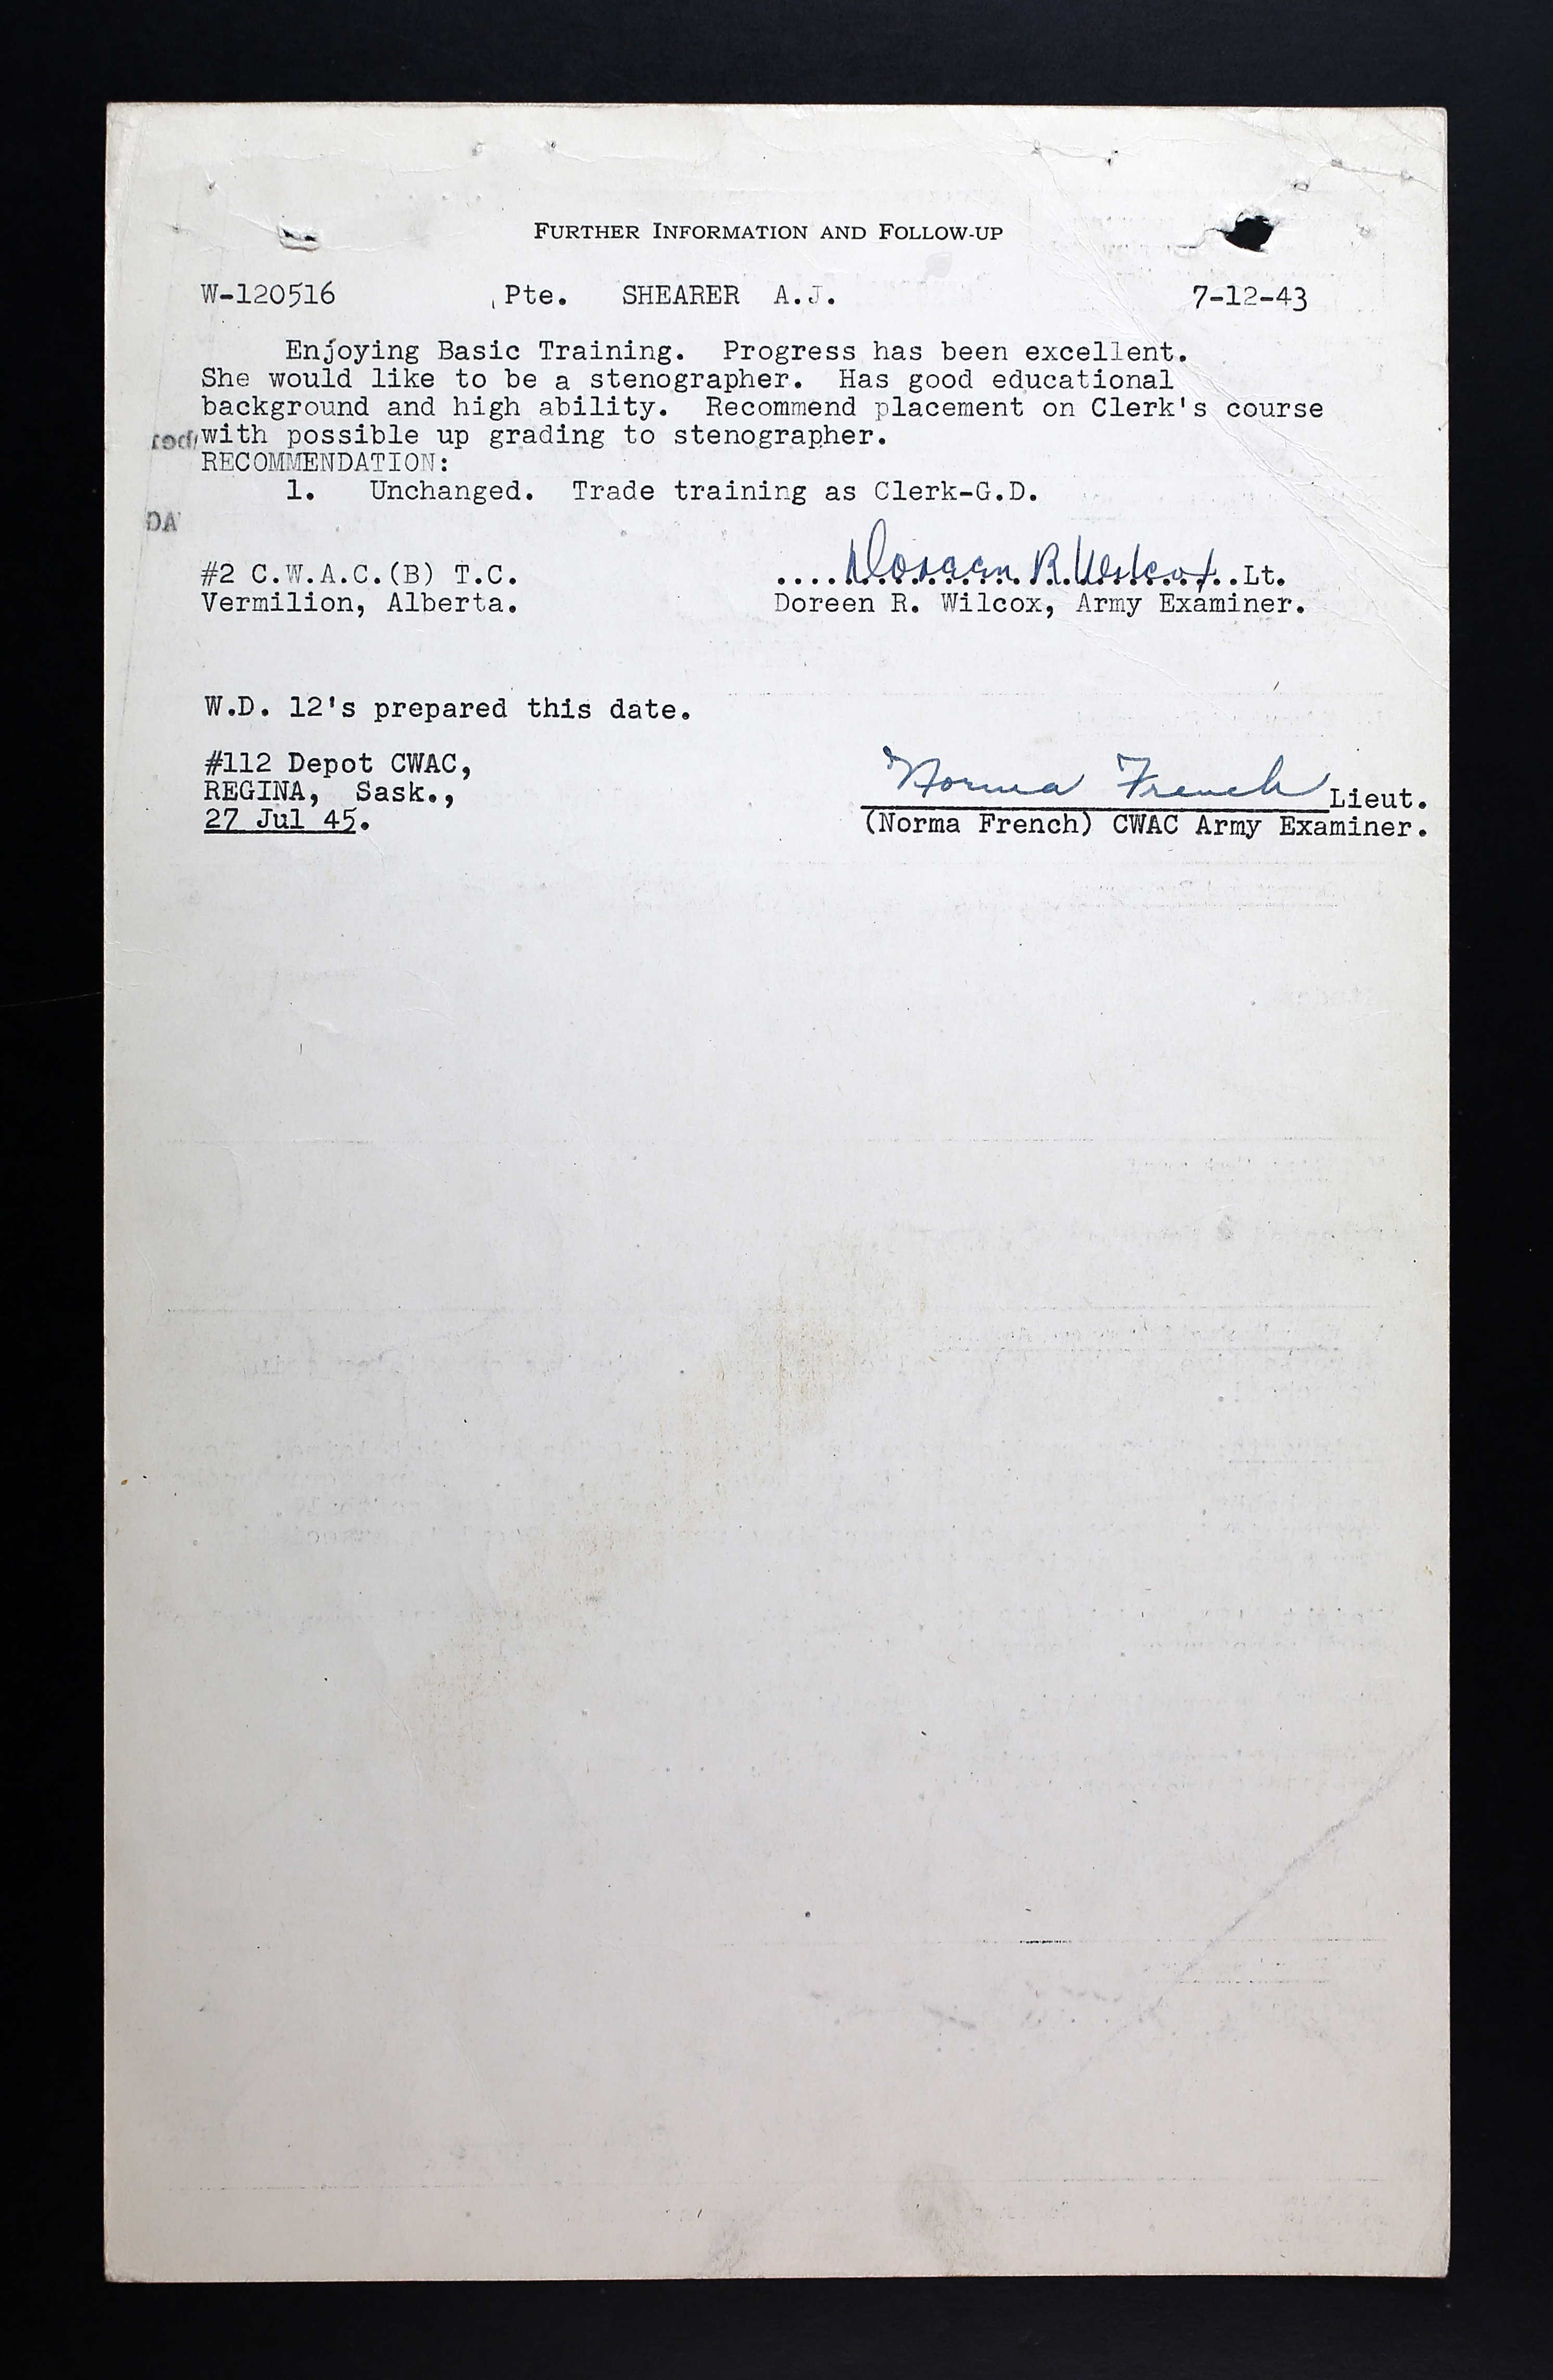 FURTHER INFORMATION AND FOLLOW-UP
W-120516 Pte. SHEARER A.J. 7-12-43
Enjoying Basic Training. Progress has been excellent.
She would like to be a stenographer. Has good educational
background and high ability. Recommend placement on Clerk's course
with possible up grading to stenographer.
RECOMMENDATION:
1. Unchanged. Trade training as Clerk-G.D.
#2 C.W.A.C.(B) T.C. ....Doreen R. Wilcox..Lt.
Vermilion, Alberta. Doreen R. Wilcox, Army Examiner.
W.D. 12's prepared this date.
#112 Depot CWAC,
REGINA, Sask., Norma French Lieut.
27 Jul 45. (Norma French) CWAC Army Examiner.